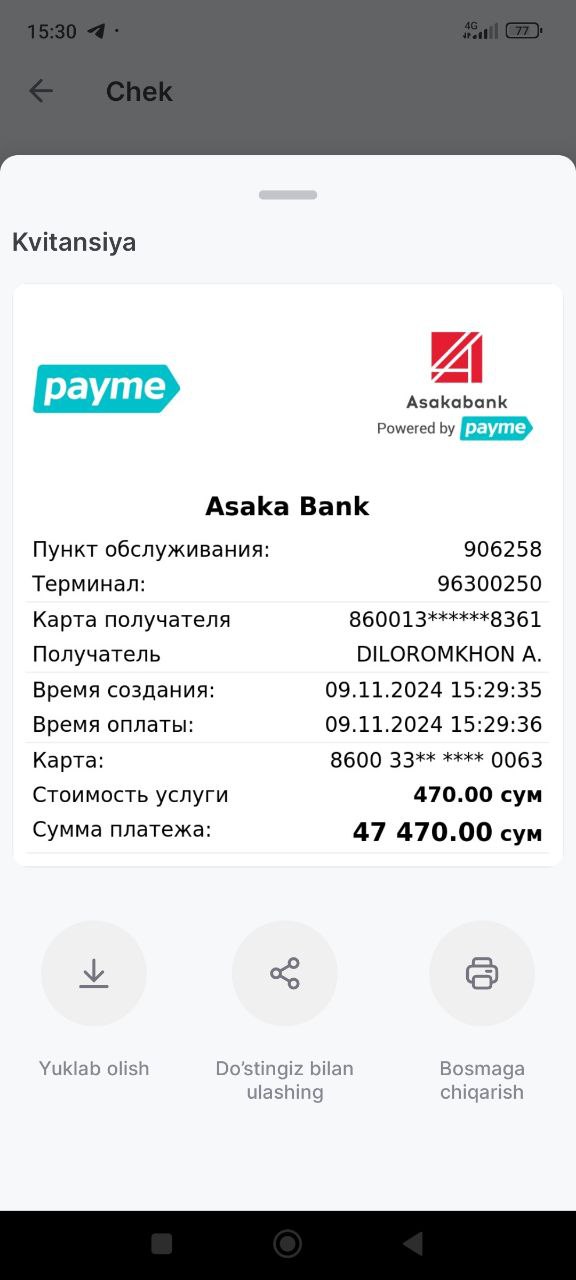 15:30
4G
77
Chek
Kvitansiya
payme
Asakabank
Powered by payme
Asaka Bank
Пункт обслуживания: 906258
Терминал: 96300250
Карта получателя 860013******8361
Получатель DILOROMKHON A.
Время создания: 09.11.2024 15:29:35
Время оплаты: 09.11.2024 15:29:36
Карта: 8600 33** **** 0063
Стоимость услуги 470.00 сум
Сумма платежа: 47 470.00 сум
Yuklab olish
Do‘stingiz bilan
ulashing
Bosmaga
chiqarish